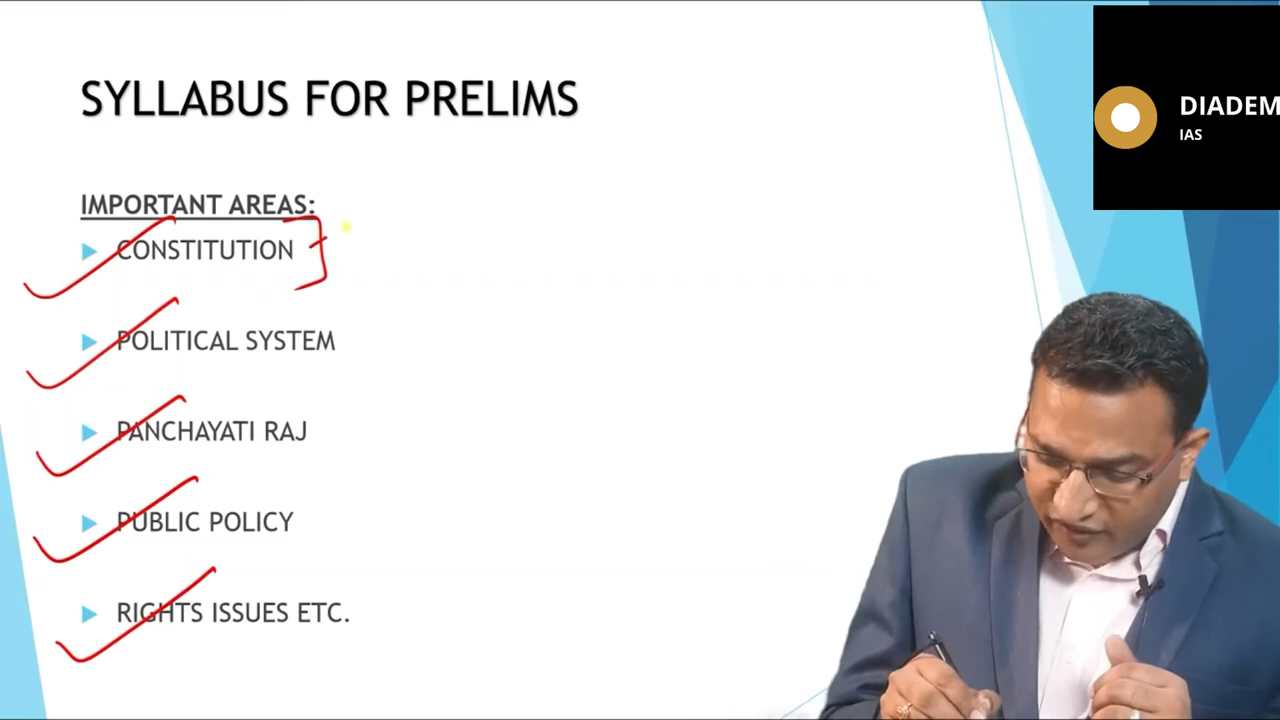 SYLLABUS FOR PRELIMS
DIADEM
IAS
IMPORTANT AREAS:
CONSTITUTION
POLITICAL SYSTEM
PANCHAYATI RAJ
PUBLIC POLICY
RIGHTS ISSUES ETC.